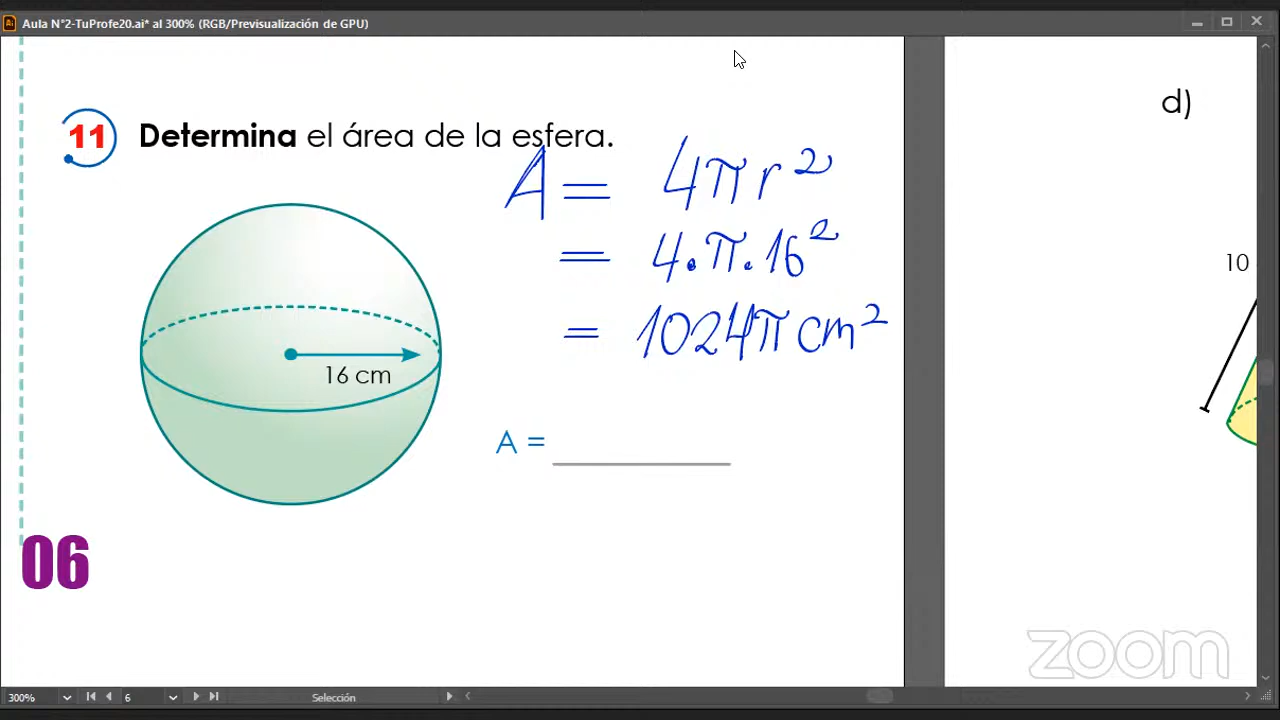 Aula N°2-TuProfe20.ai* al 300% (RGB/Previsualización de GPU)
d)
11 Determina el área de la esfera.
A = 4πr²
= 4.π.16²
= 1024π cm²
10
16 cm
A = 
06
zoom
300%
6
Selección